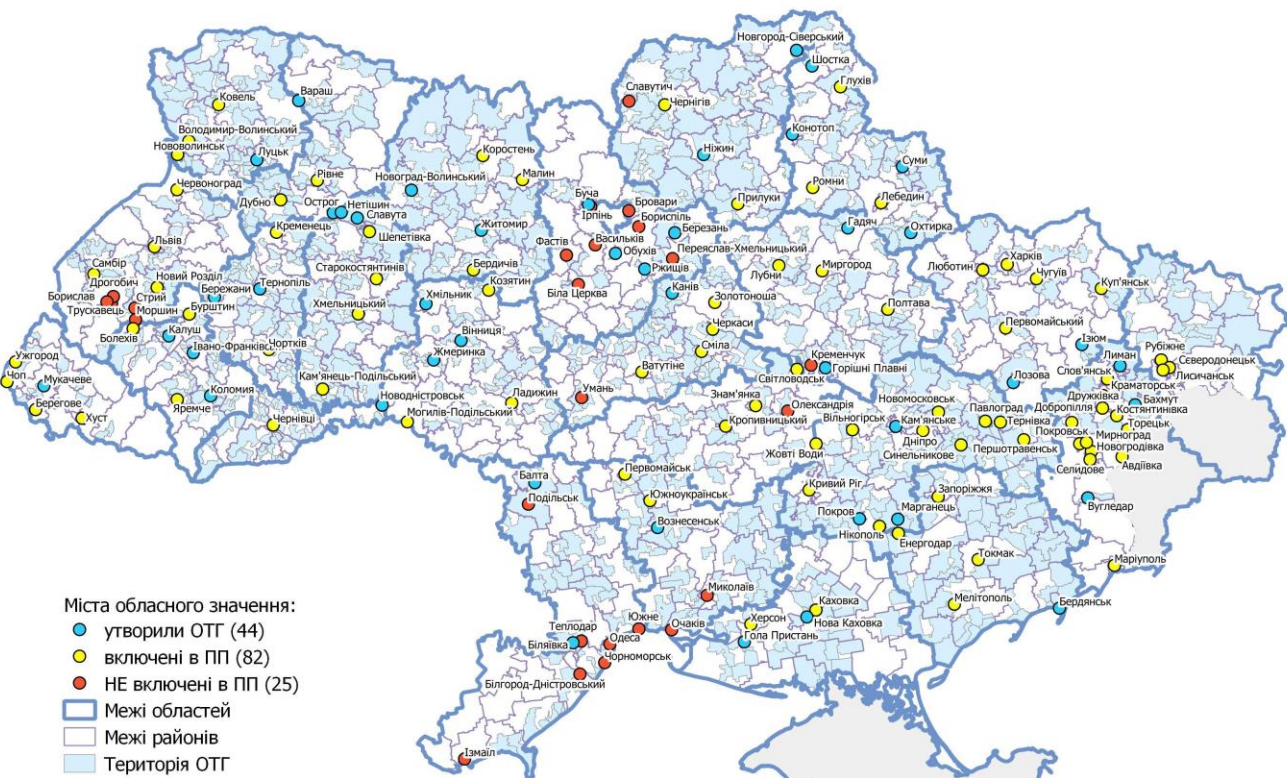 Новгород-Сіверський
Шостка
Глухів
Славутич
Чернігів
Ковель
Вараш
Конотоп
Володимир-Волинський
Нововолинськ
Луцьк
Коростень
Ніжин
Суми
Рівне
Новоград-Волинський
Малин
Ромни
Червоноград
Дубно
Острог
Нетішин
Славута
Буча
Ірпінь
Бровари
Бориспіль
Березань
Прилуки
Лебедин
Кременець
Шепетівка
Житомир
Фастів
Васильків
Обухів
Переяслав-Хмельницький
Гадяч
Охтирка
Львів
Самбір
Дрогобич
Новий Розділ
Старокостянтинів
Бердичів
Козятин
Ржищів
Лубни
Миргород
Люботин
Харків
Чугуїв
Борислав
Стрий
Бережани
Тернопіль
Хмельницький
Хмільник
Біла Церква
Канів
Золотоноша
Куп'янськ
Трускавець
Моршин
Бурштин
Полтава
Болехів
Калуш
Івано-Франківськ
Чортків
Вінниця
Жмеринка
Черкаси
Сміла
Первомайський
Ізюм
Рубіжне
Сєвєродонецьк
Лисичанськ
Ужгород
Чоп
Мукачеве
Коломия
Кам'янець-Подільський
Ватутіне
Кременчук
Горішні Плавні
Світловодськ
Лиман
Слов'янськ
Краматорськ
Берегове
Хуст
Яремче
Новодністровськ
Ладижин
Умань
Лозова
Бахмут
Чернівці
Могилів-Подільський
Знам'янка
Олександрія
Новомосковськ
Дружківка
Добропілля
Костянтинівка
Торецьк
Кропивницький
Вільногірськ
Кам'янське
Павлоград
Тернівка
Покровськ
Мирноград
Новогродівка
Жовті Води
Дніпро
Синельникове
Першотравенськ
Селидове
Авдіївка
Балта
Подільськ
Первомайськ
Южноукраїнськ
Кривий Ріг
Запоріжжя
Вознесенськ
Покров
Марганець
Вугледар
Нікополь
Енергодар
Токмак
Маріуполь
Миколаїв
Каховка
Мелітополь
Бердянськ
Міста обласного значення:
утворили ОТГ (44)
включені в ПП (82)
НЕ включені в ПП (25)
Межі областей
Межі районів
Територія ОТГ
Теплодар
Южне
Очаків
Херсон
Нова Каховка
Біляївка
Одеса
Гола Пристань
Чорноморськ
Білгород-Дністровський
Ізмаїл